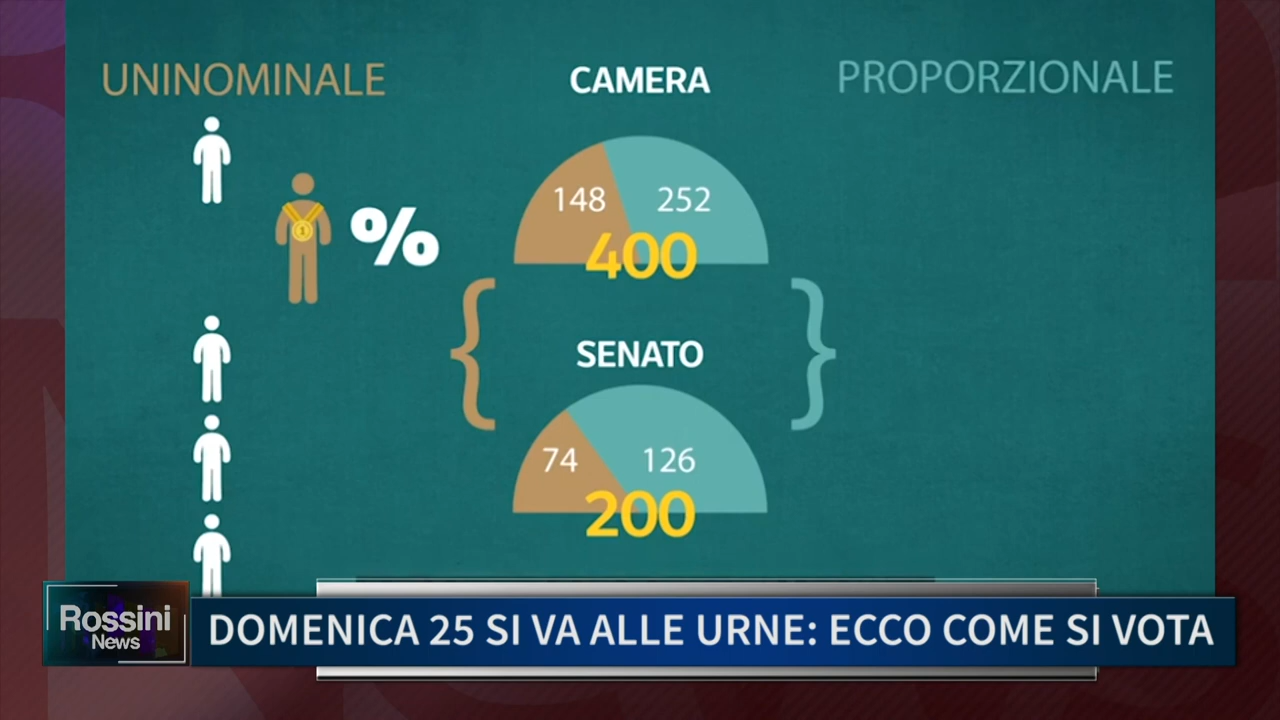 UNINOMINALE
CAMERA
PROPORZIONALE
148
252
400
1
%
SENATO
74
126
200
Rossini
News
DOMENICA 25 SI VA ALLE URNE: ECCO COME SI VOTA